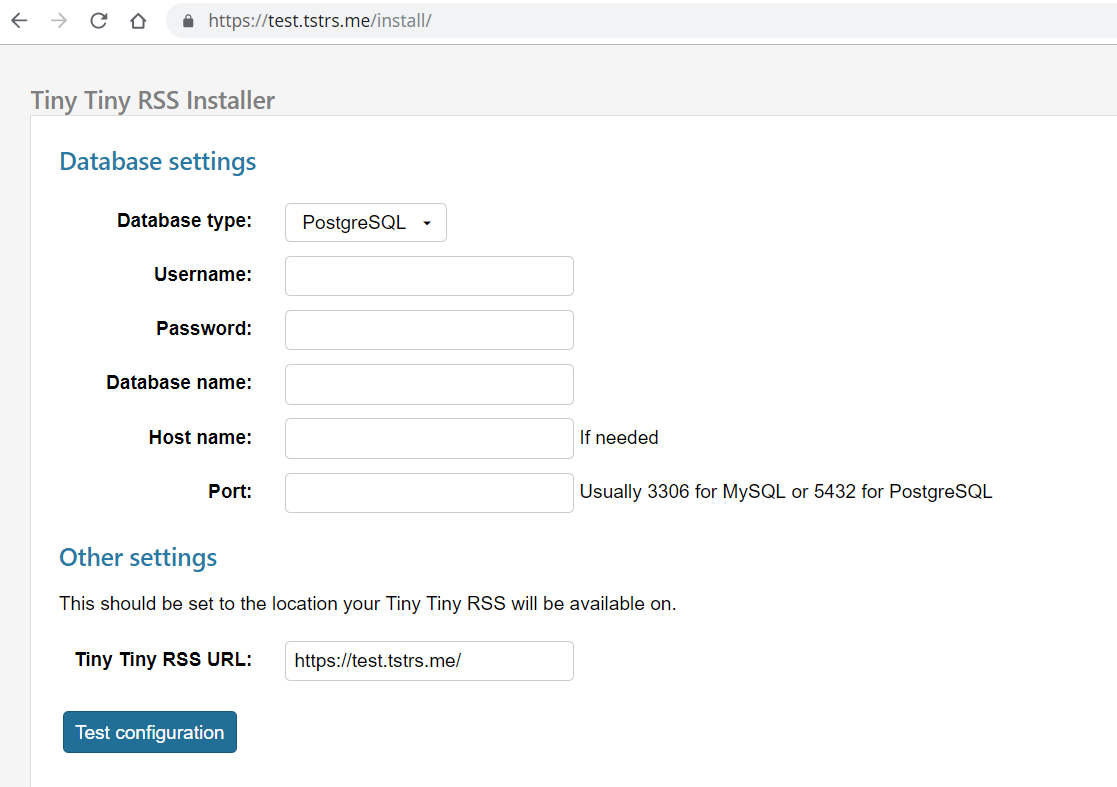 https://test.tstrs.me/install/
Tiny Tiny RSS Installer
Database settings
Database type: PostgreSQL
Username:
Password:
Database name:
Host name: If needed
Port: Usually 3306 for MySQL or 5432 for PostgreSQL
Other settings
This should be set to the location your Tiny Tiny RSS will be available on.
Tiny Tiny RSS URL: https://test.tstrs.me/
Test configuration